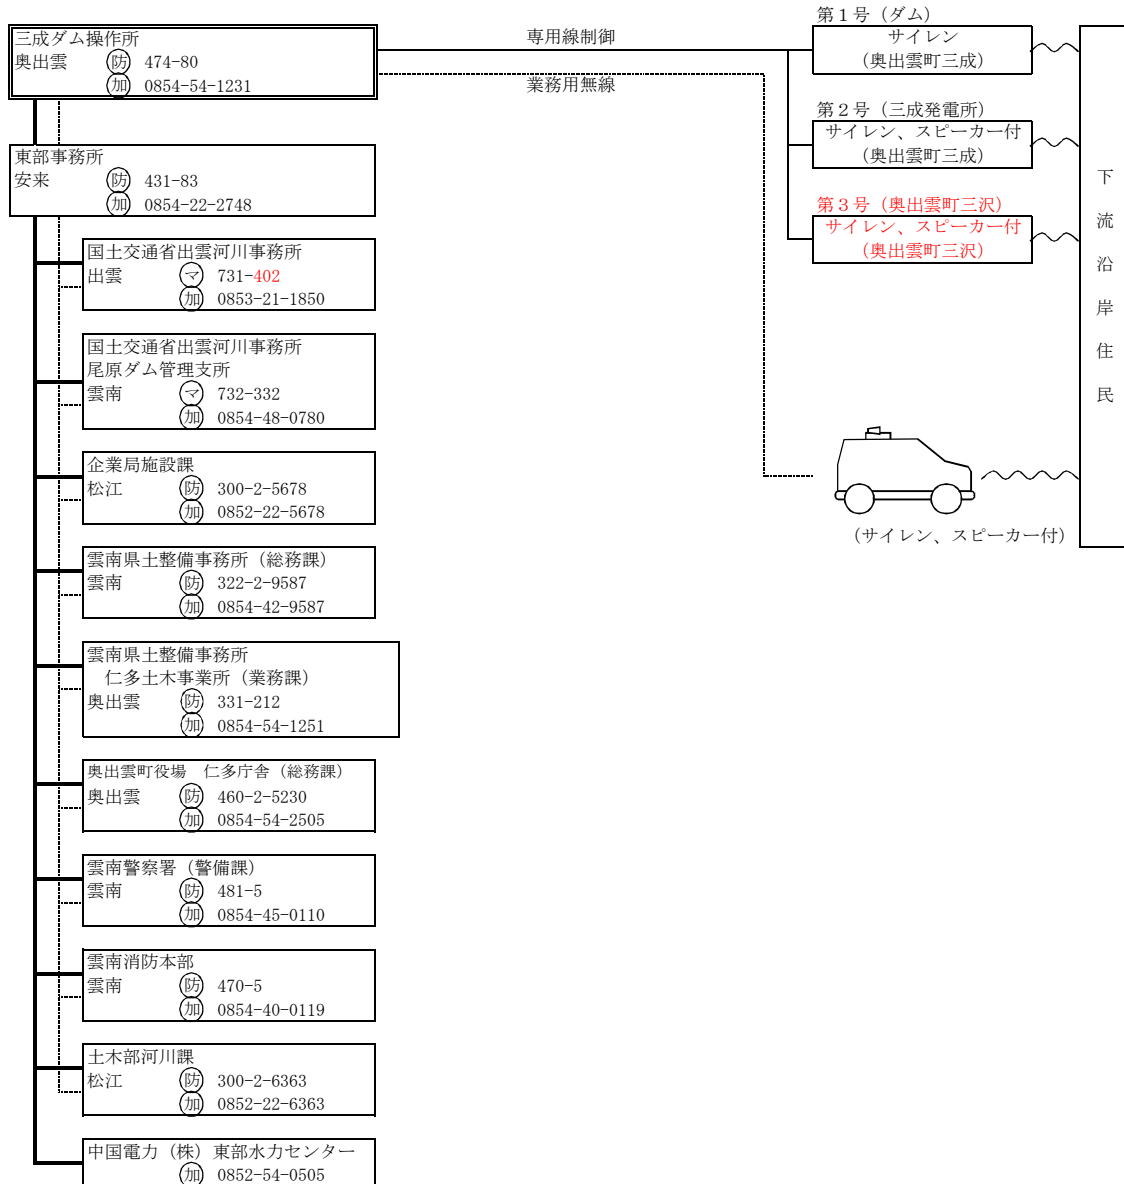 三成ダム操作所
奥出雲 防 474-80
加 0854-54-1231
東部事務所
安来 防 431-83
加 0854-22-2748
国土交通省出雲河川事務所
出雲 マ 731-402
加 0853-21-1850
国土交通省出雲河川事務所
尾原ダム管理支所
雲南 マ 732-332
加 0854-48-0780
企業局施設課
松江 防 300-2-5678
加 0852-22-5678
雲南県土整備事務所（総務課）
雲南 防 322-2-9587
加 0854-42-9587
雲南県土整備事務所
仁多土木事業所（業務課）
奥出雲 防 331-212
加 0854-54-1251
奥出雲町役場 仁多庁舎（総務課）
奥出雲 防 460-2-5230
加 0854-54-2505
雲南警察署（警備課）
雲南 防 481-5
加 0854-45-0110
雲南消防本部
雲南 防 470-5
加 0854-40-0119
土木部河川課
松江 防 300-2-6363
加 0852-22-6363
中国電力（株）東部水力センター
加 0852-54-0505
専用線制御
業務用無線
第１号（ダム）
サイレン
（奥出雲町三成）
第２号（三成発電所）
サイレン、スピーカー付
（奥出雲町三成）
第３号（奥出雲町三沢）
サイレン、スピーカー付
（奥出雲町三沢）
（サイレン、スピーカー付）
下流沿岸住民